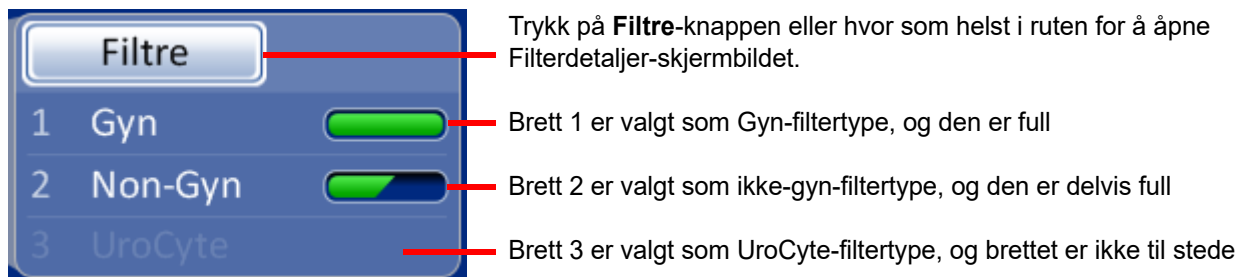 Filtre
Trykk på Filtre-knappen eller hvor som helst i ruten for å åpne
Filterdetaljer-skjermbildet.
1 Gyn
Brett 1 er valgt som Gyn-filtertype, og den er full
2 Non-Gyn
Brett 2 er valgt som ikke-gyn-filtertype, og den er delvis full
3 UroCyte
Brett 3 er valgt som UroCyte-filtertype, og brettet er ikke til stede